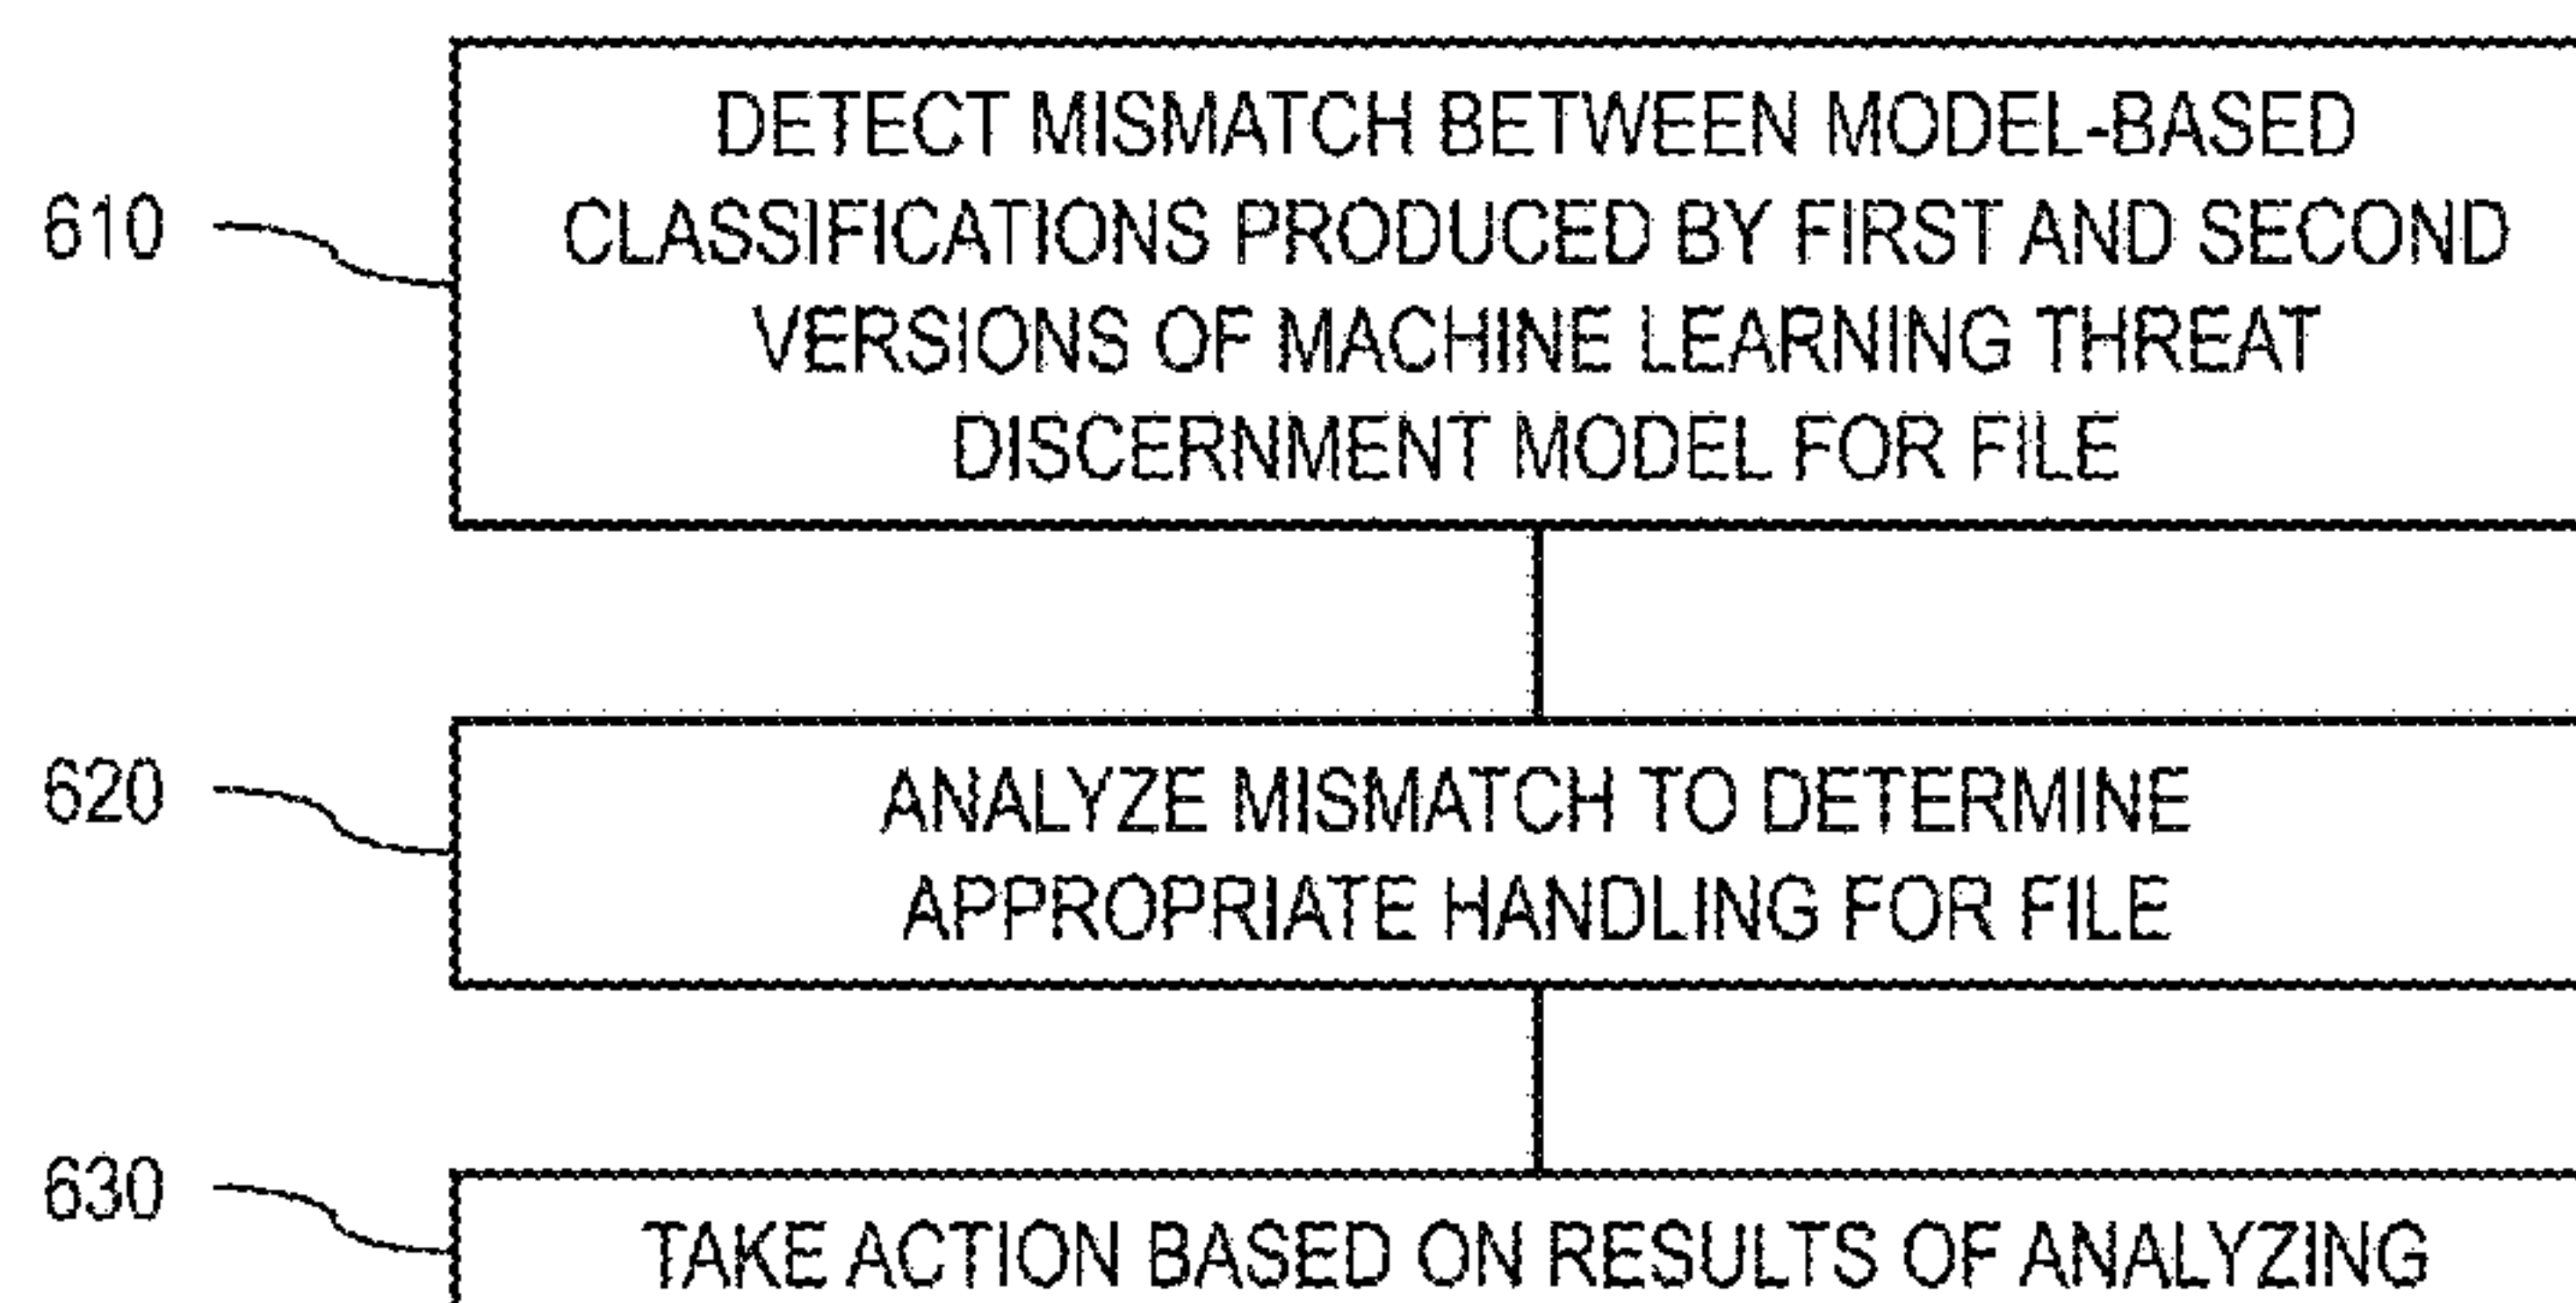 DETECT MISMATCH BETWEEN MODEL-BASED
610
CLASSIFICATIONS PRODUCED BY FIRST AND SECOND
VERSIONS OF MACHINE LEARNING THREAT
DISCERNMENT MODEL FOR FILE
620
ANALYZE MISMATCH TO DETERMINE
APPROPRIATE HANDLING FOR FILE
630
TAKE ACTION BASED ON RESULTS OF ANALYZING